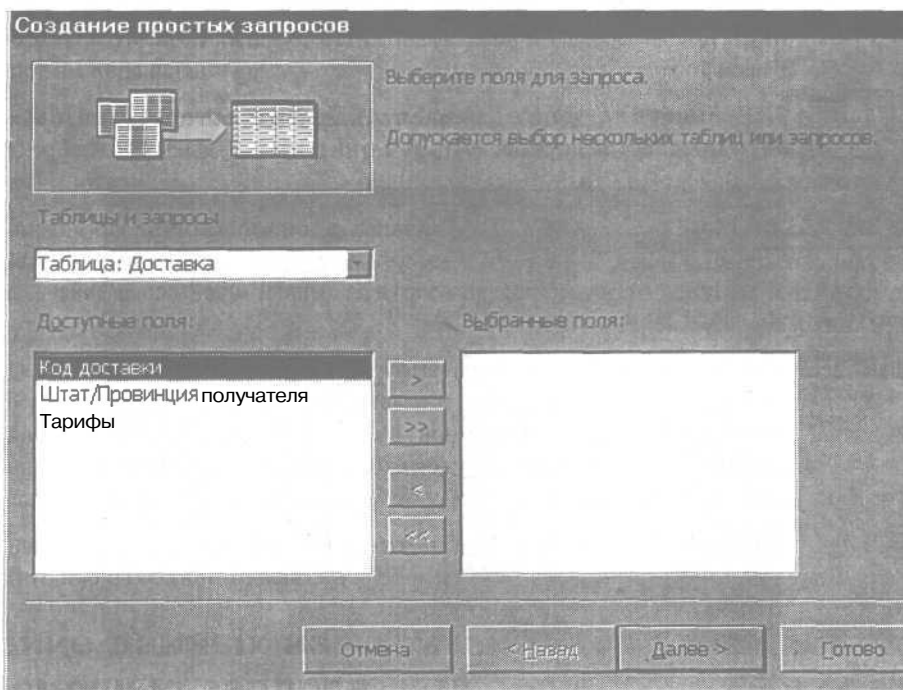 Создание простых запросов
Выберите поля для запроса.
Допускается выбор нескольких таблиц или запросов.
Таблицы и запросы
Таблица: Доставка
Доступные поля:
Выбранные поля:
Код доставки
Штат/Провинция получателя
Тарифы
>
>>
<
<<
Отмена
< Назад
Далее >
Готово